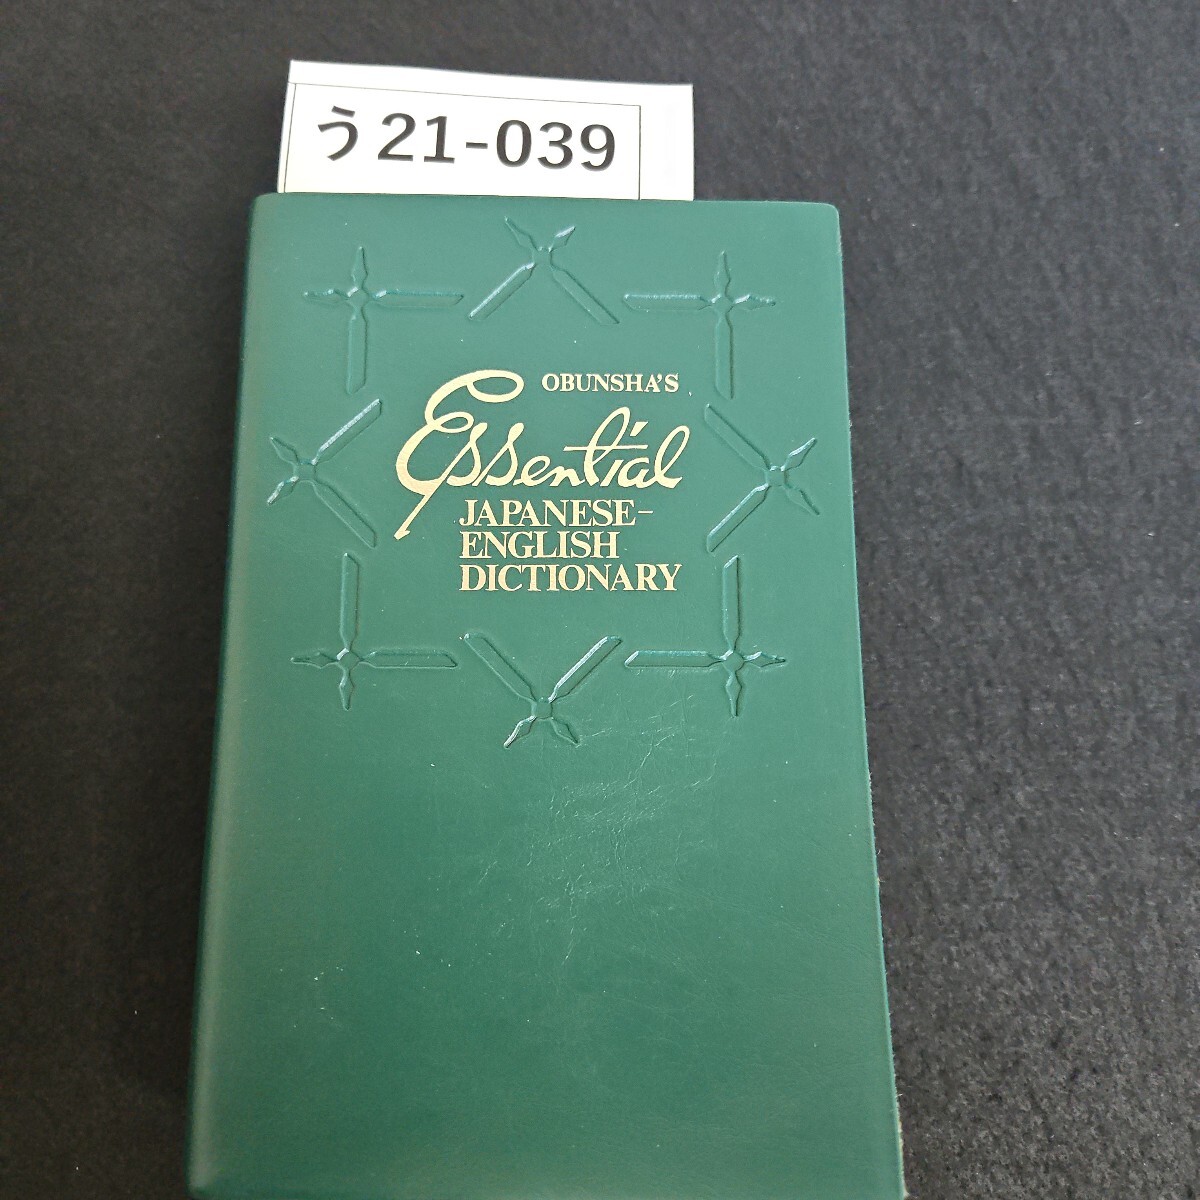 う21-039
OBUNSHA'S
Essential
JAPANESE-
ENGLISH
DICTIONARY